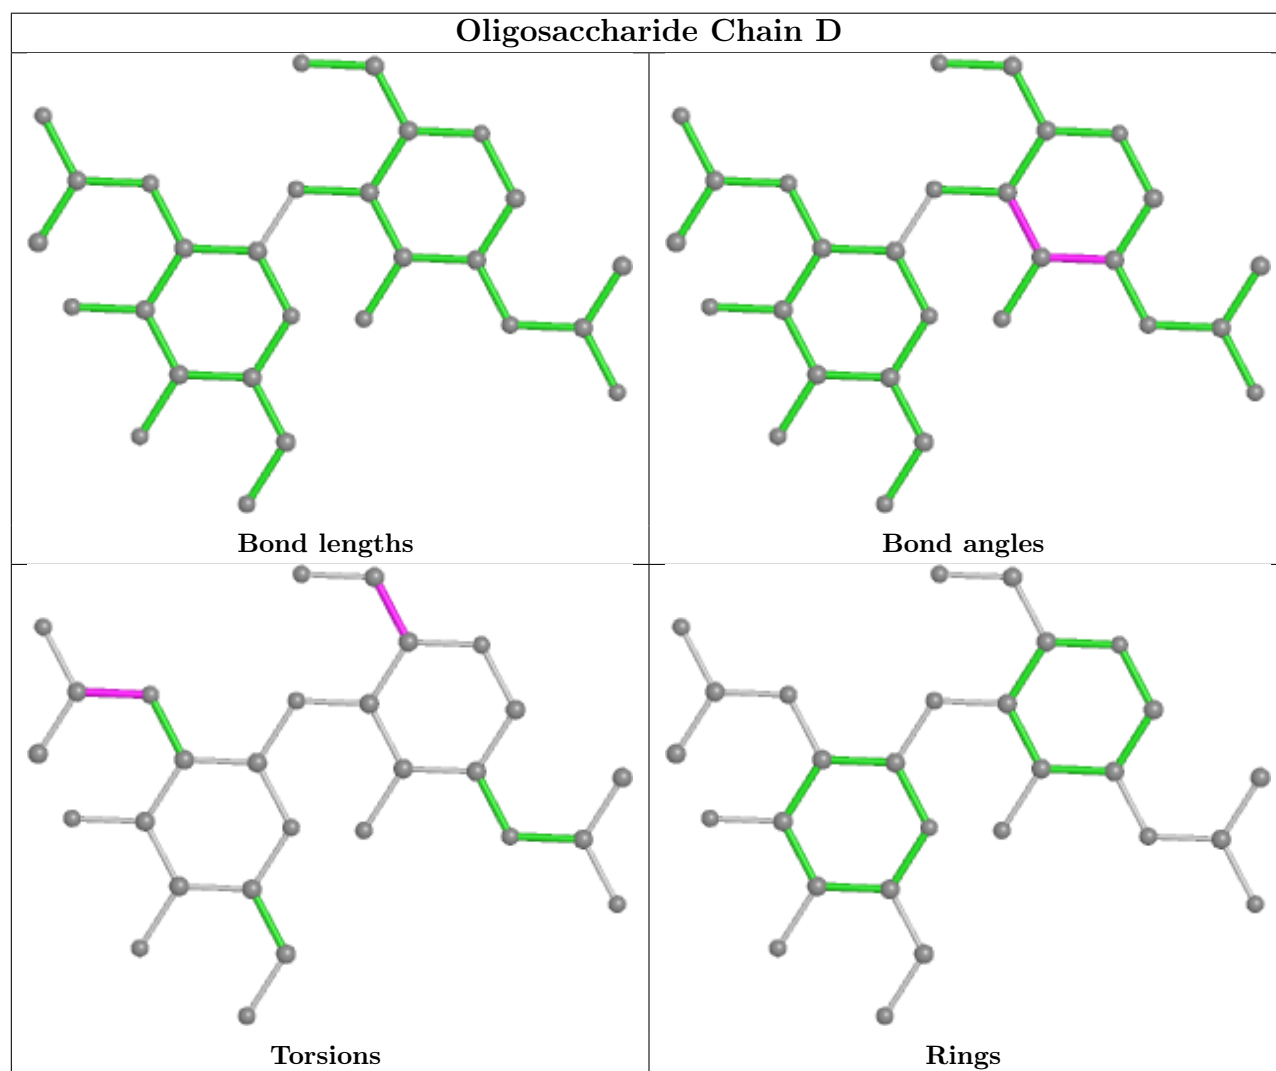 Oligosaccharide Chain D
Bond lengths
Bond angles
Torsions
Rings